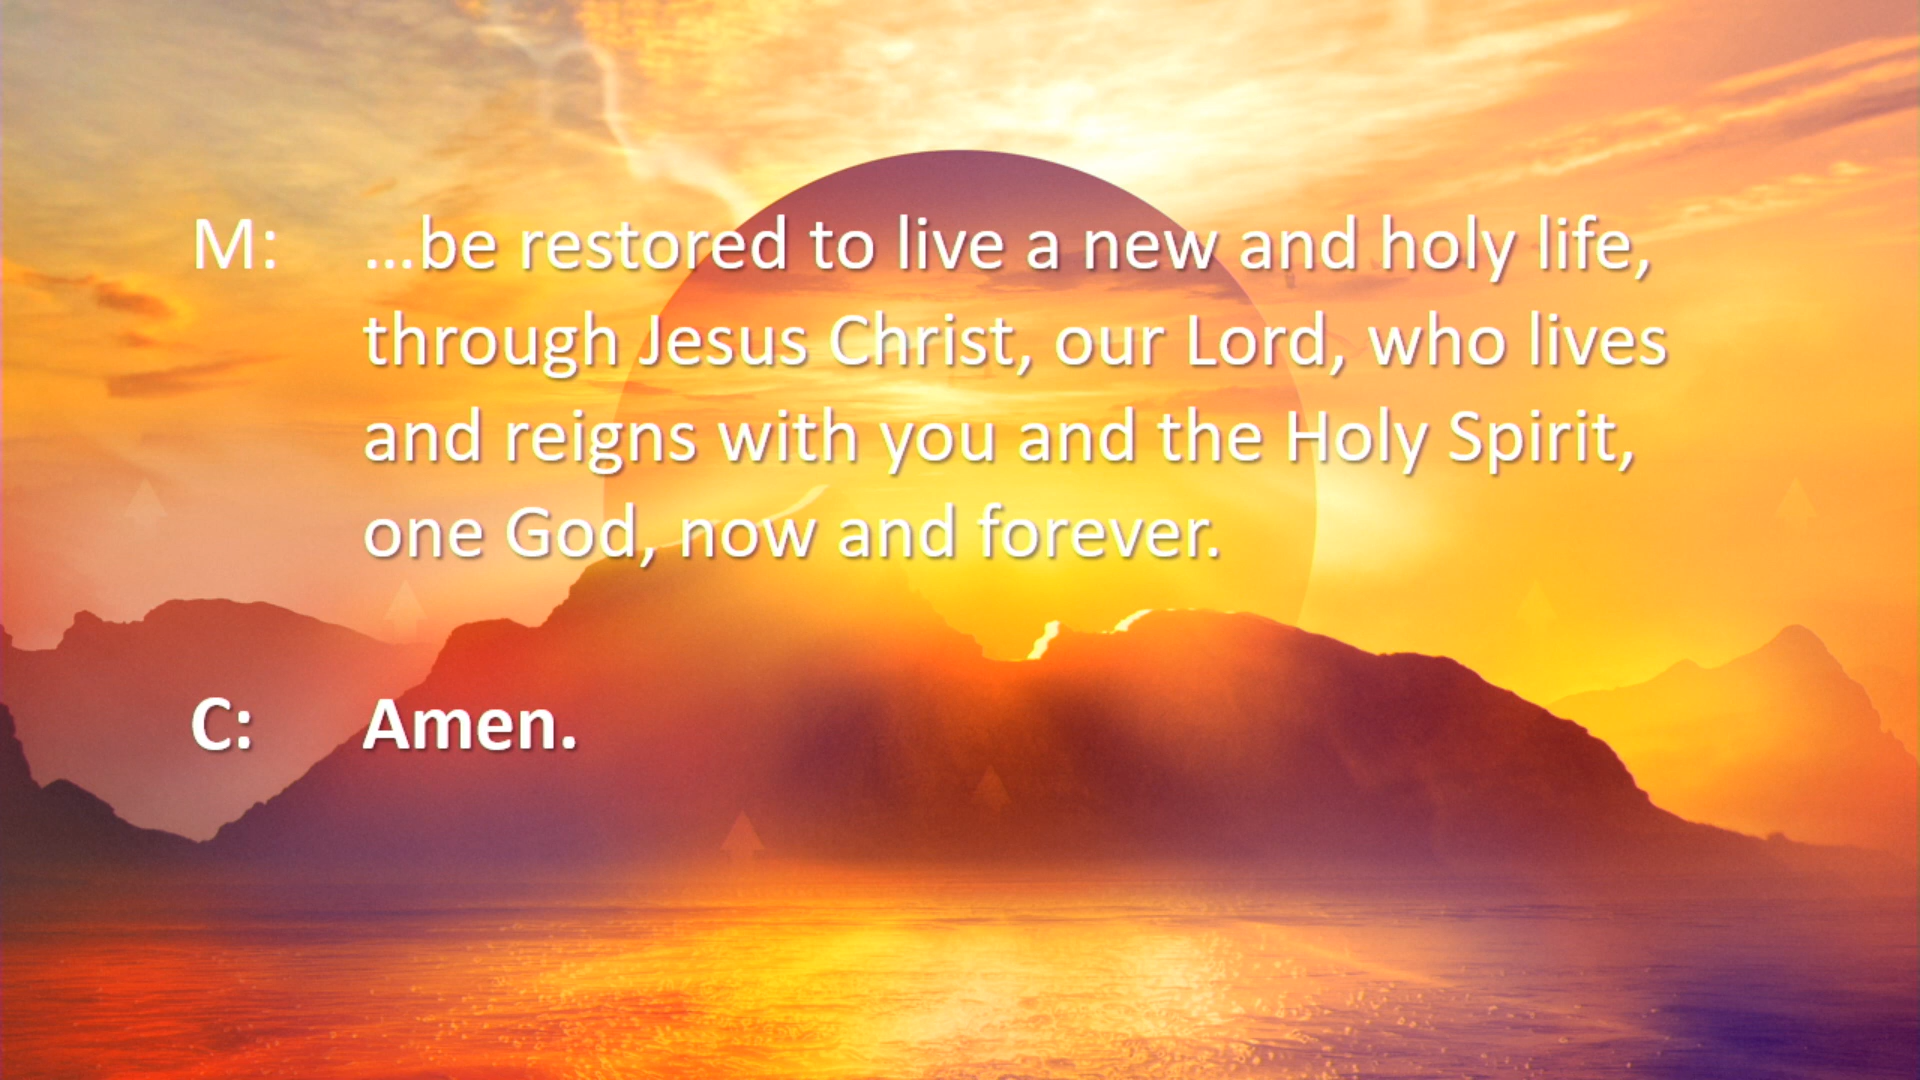 M: ...be restored to live a new and holy life,
through Jesus Christ, our Lord, who lives
and reigns with you and the Holy Spirit,
one God, now and forever.
C: Amen.